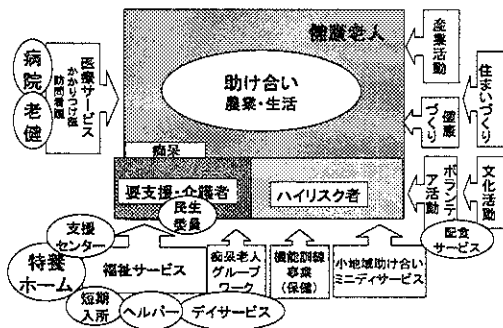 健康老人
助け合い
農業・生活
痴呆
要支援・介護者
ハイリスク者
民生
委員
病院
老健
医療サービス
かかりつけ医
訪問看護
産業活動
健康
づくり
住まいづくり
ボランテ
ィア活動
文化活動
配食
サービス
支援
センター
特養
ホーム
福祉サービス
短期
入所
ヘルパー
デイサービス
痴呆老人
グループ
ワーク
機能訓練
事業
(保健)
小地域助け合い
ミニデイサービス